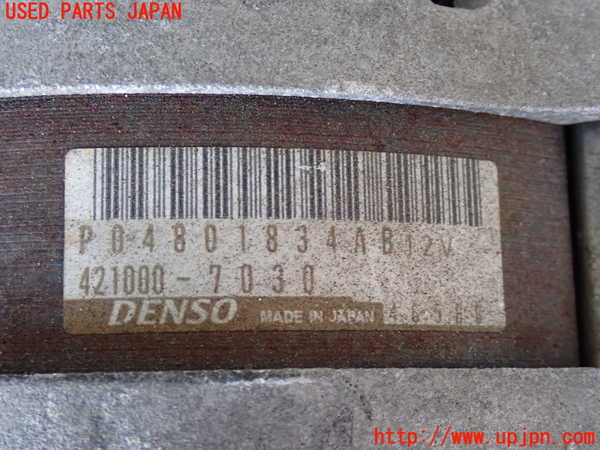 USED PARTS JAPAN
P04801834AB 12V
421000-7030
DENSO MADE IN JAPAN
http://www.upjpn.com/